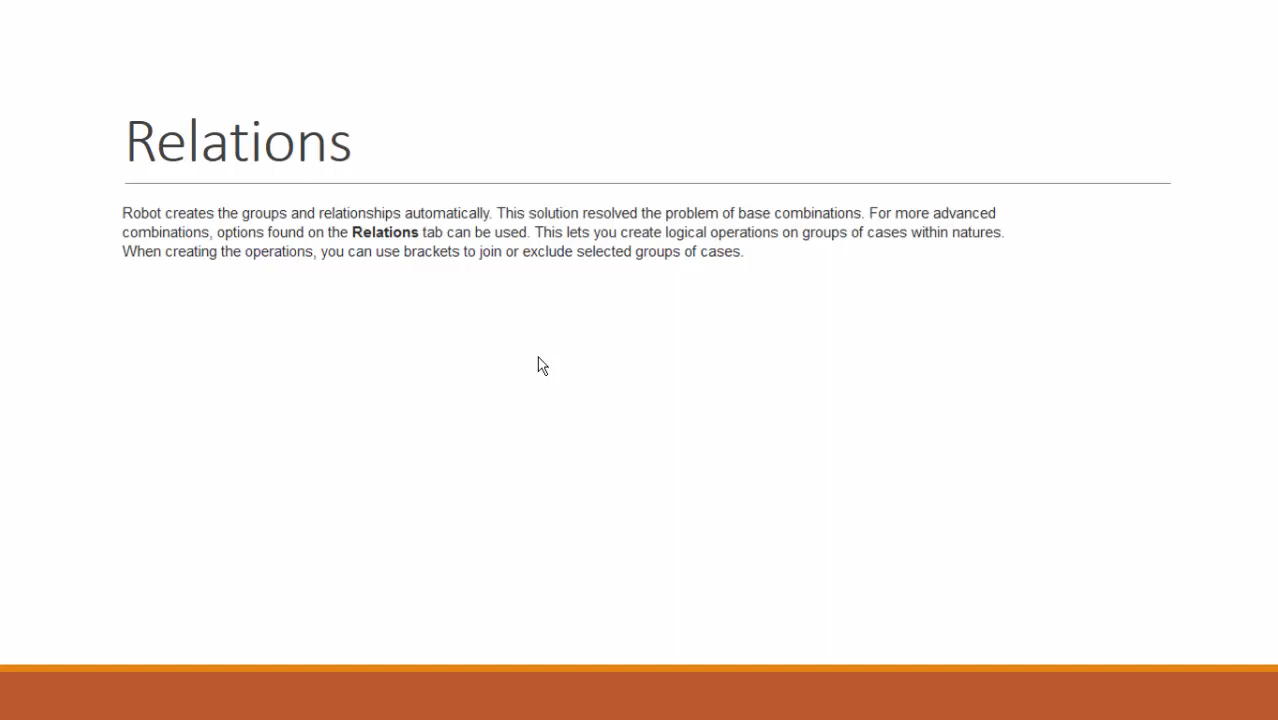 Relations
Robot creates the groups and relationships automatically. This solution resolved the problem of base combinations. For more advanced
combinations, options found on the Relations tab can be used. This lets you create logical operations on groups of cases within natures.
When creating the operations, you can use brackets to join or exclude selected groups of cases.